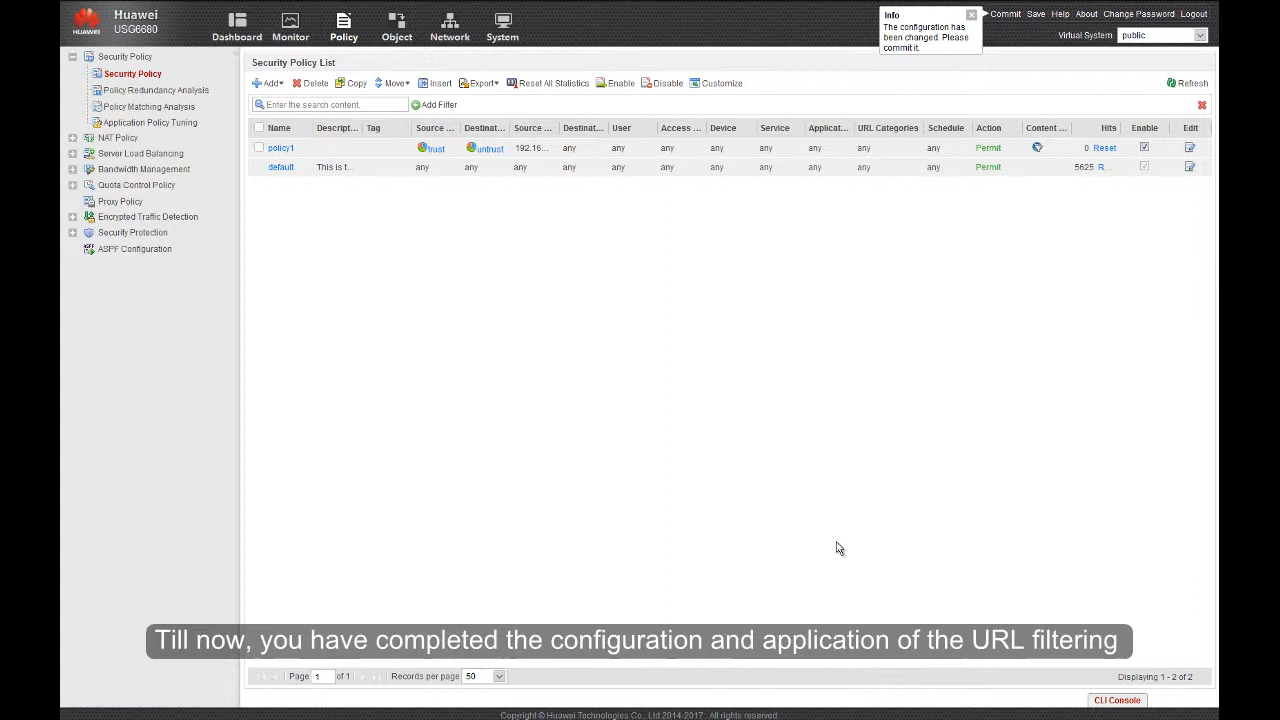 HUAWEI
Huawei
USG6680
Dashboard
Monitor
Policy
Object
Network
System
Info
The configuration has
been changed. Please
commit it.
Commit Save Help About Change Password Logout
Virtual System public
Security Policy
Security Policy
Policy Redundancy Analysis
Policy Matching Analysis
Application Policy Tuning
NAT Policy
Server Load Balancing
Bandwidth Management
Quota Control Policy
Proxy Policy
Encrypted Traffic Detection
Security Protection
ASPF Configuration
Security Policy List
Add Delete Copy Move Insert Export Reset All Statistics Enable Disable Customize Refresh
Enter the search content. Add Filter
Name Descript... Tag Source ... Destinat... Source ... Destinat... User Access ... Device Service Applicat... URL Categories Schedule Action Content ... Hits Enable Edit
policy1 trust untrust 192.16... any any any any any any any any Permit 0 Reset
default This is t... any any any any any any any any any any any Permit 5625 R...
Till now, you have completed the configuration and application of the URL filtering
Page 1 of 1 Records per page 50 Displaying 1 - 2 of 2
CLI Console
Copyright © Huawei Technologies Co., Ltd 2014-2017. All rights reserved.